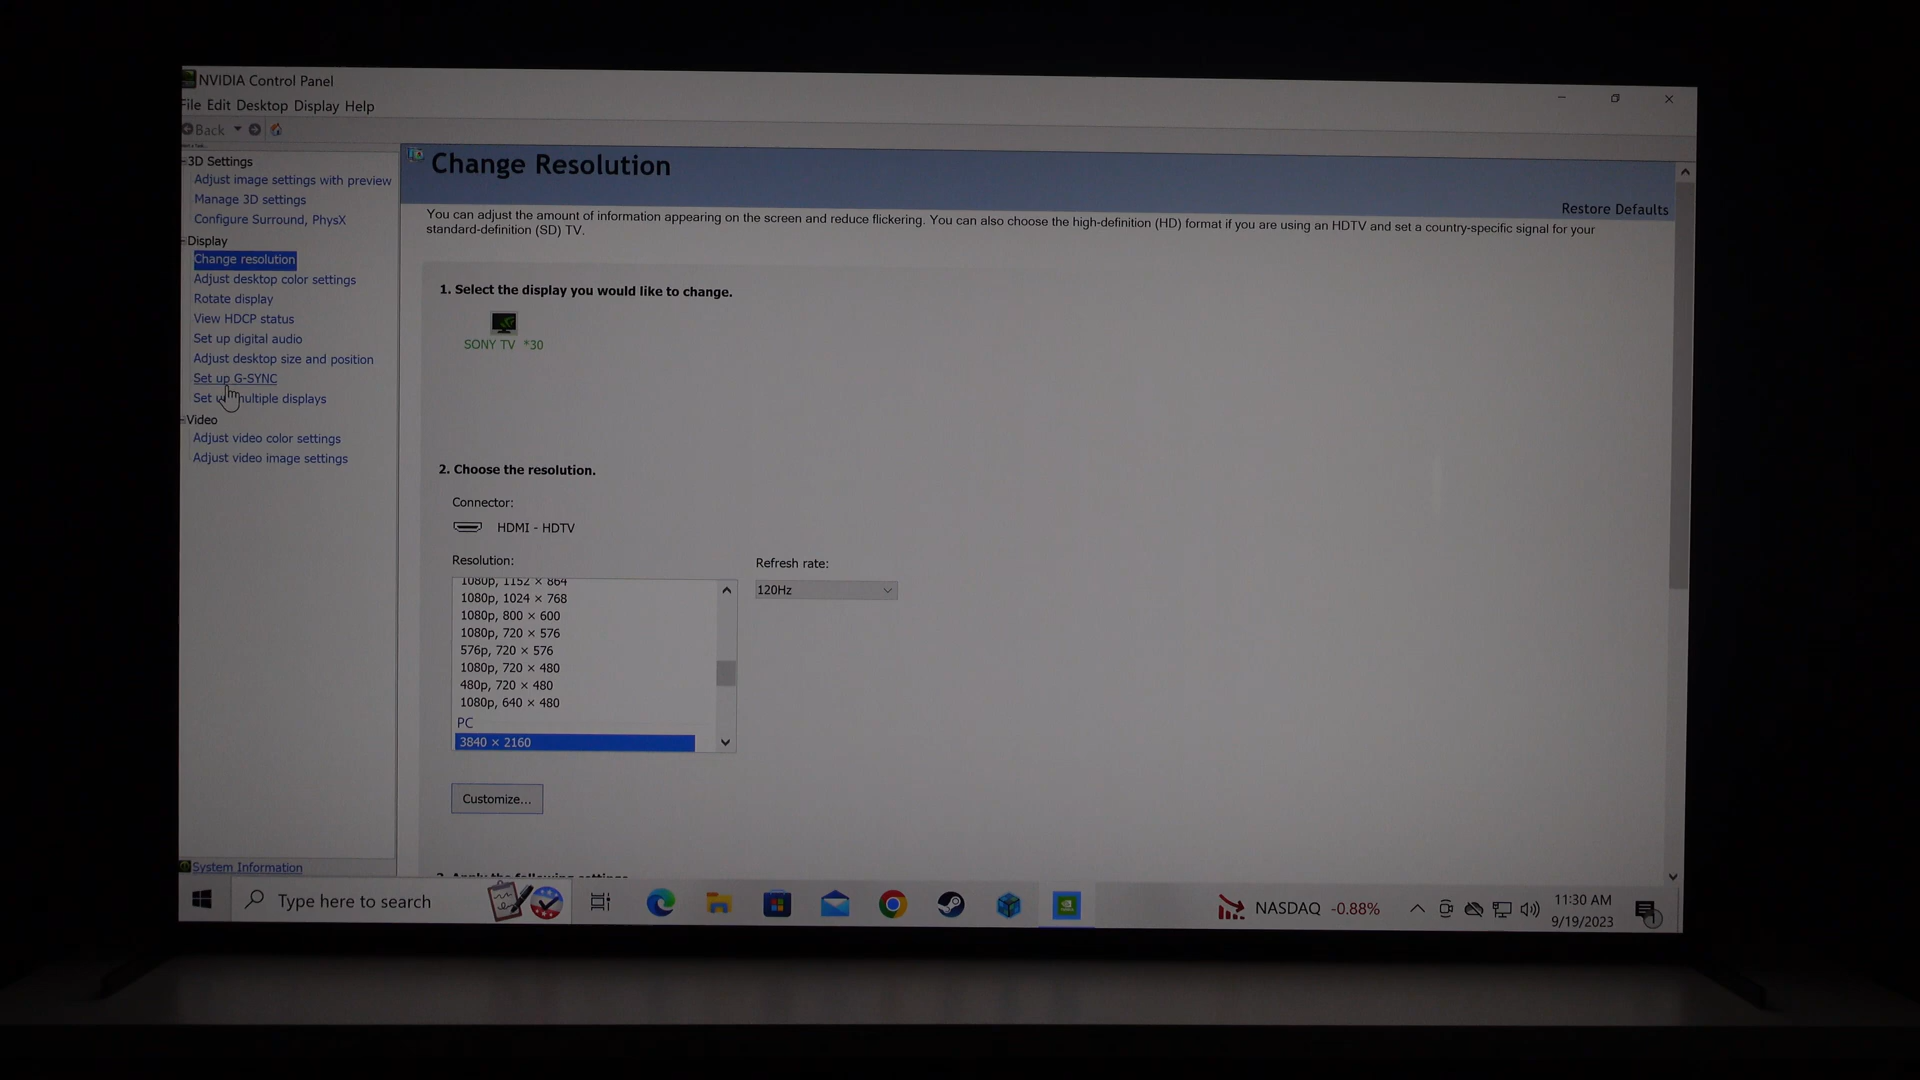 NVIDIA Control Panel
File Edit Desktop Display Help
Back
3D Settings
Adjust image settings with preview
Manage 3D settings
Configure Surround, PhysX
Display
Change resolution
Adjust desktop color settings
Rotate display
View HDCP status
Set up digital audio
Adjust desktop size and position
Set up G-SYNC
Set multiple displays
Video
Adjust video color settings
Adjust video image settings
System Information
Change Resolution
Restore Defaults
You can adjust the amount of information appearing on the screen and reduce flickering. You can also choose the high-definition (HD) format if you are using an HDTV and set a country-specific signal for your
standard-definition (SD) TV.
1. Select the display you would like to change.
SONY TV *30
2. Choose the resolution.
Connector:
HDMI - HDTV
Resolution:
1080p, 1152 × 864
1080p, 1024 × 768
1080p, 800 × 600
1080p, 720 × 576
576p, 720 × 576
1080p, 720 × 480
480p, 720 × 480
1080p, 640 × 480
PC
3840 × 2160
Refresh rate:
120Hz
Customize...
3. Apply the following settings
Type here to search
NASDAQ -0.88%
11:30 AM
9/19/2023